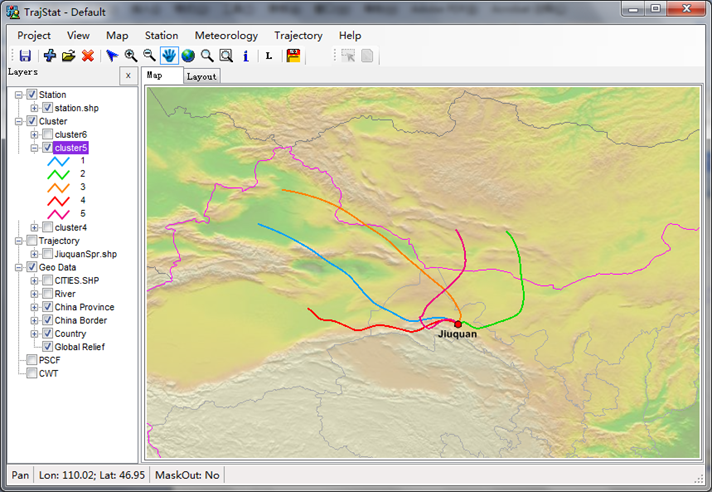 TrajStat - Default
Project View Map Station Meteorology Trajectory Help
L
Layers x
Map Layout
Station
station.shp
Cluster
cluster6
cluster5
1
2
3
4
5
cluster4
Trajectory
JiuquanSpr.shp
Geo Data
CITIES.SHP
River
China Province
China Border
Country
Global Relief
PSCF
CWT
Jiuquan
Pan Lon: 110.02; Lat: 46.95 MaskOut: No